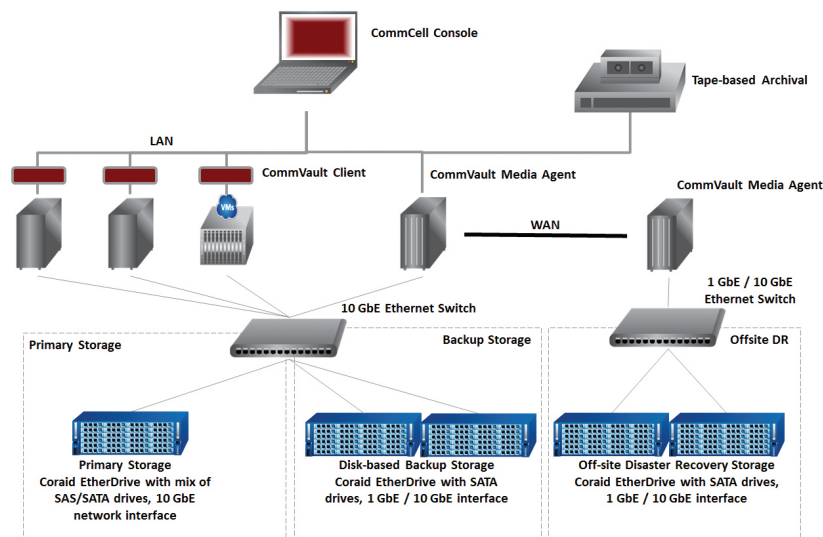 CommCell Console
Tape-based Archival
LAN
CommVault Client
CommVault Media Agent
CommVault Media Agent
VMs
WAN
1 GbE / 10 GbE
Ethernet Switch
10 GbE Ethernet Switch
Primary Storage
Backup Storage
Offsite DR
Primary Storage
Coraid EtherDrive with mix of
SAS/SATA drives, 10 GbE
network interface
Disk-based Backup Storage
Coraid EtherDrive with SATA
drives, 1 GbE / 10 GbE interface
Off-site Disaster Recovery Storage
Coraid EtherDrive with SATA drives,
1 GbE / 10 GbE interface